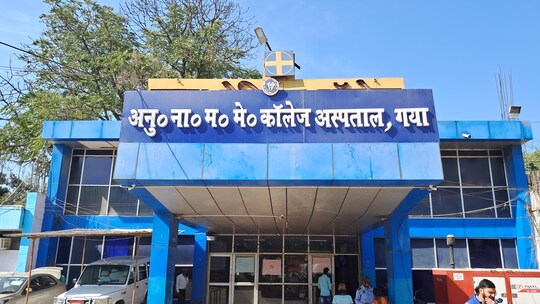 अनु० ना० म० मे० कॉलेज अस्पताल, गया